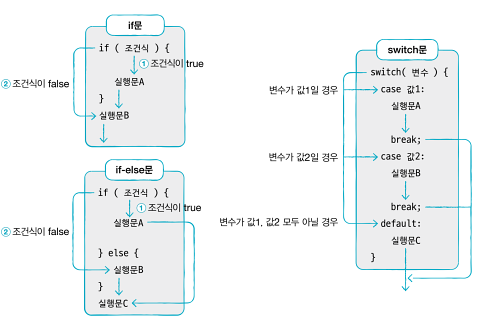 if문
if ( 조건식 ) {
① 조건식이 true
② 조건식이 false
실행문A
}
실행문B
if-else문
if ( 조건식 ) {
① 조건식이 true
실행문A
② 조건식이 false
} else {
실행문B
}
실행문C
switch문
switch( 변수 ) {
변수가 값1일 경우
case 값1:
실행문A
break;
변수가 값2일 경우
case 값2:
실행문B
break;
변수가 값1, 값2 모두 아닐 경우
default:
실행문C
}